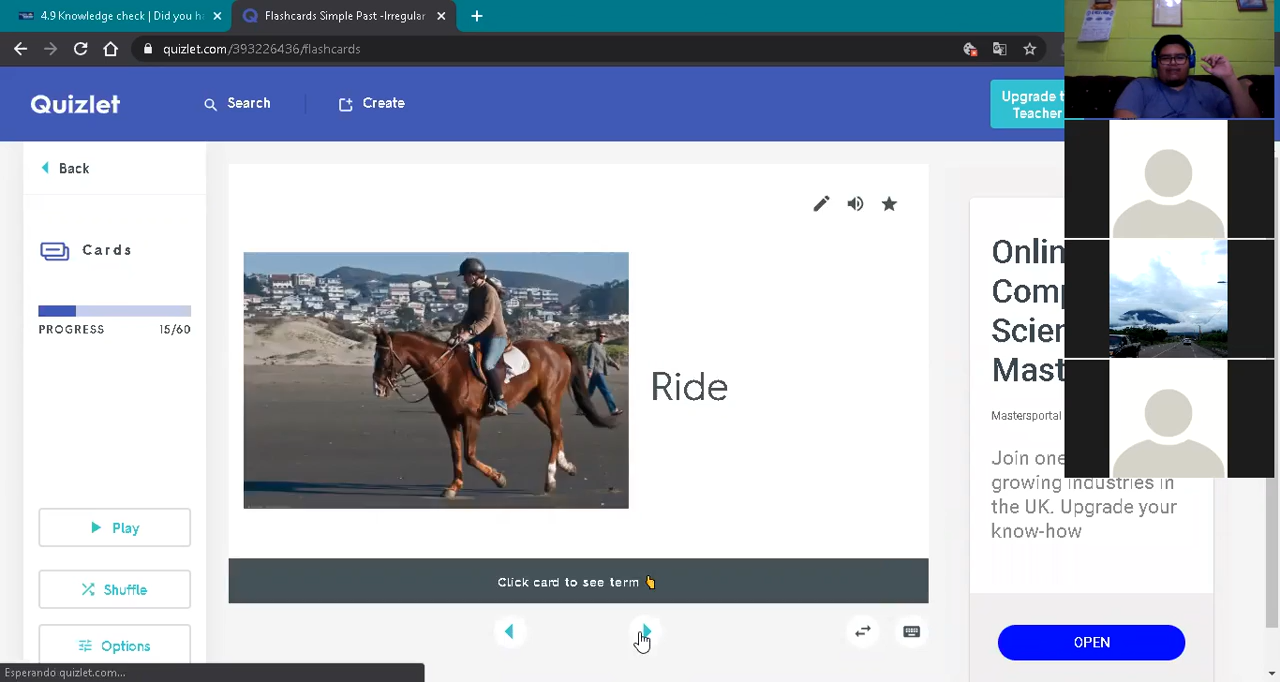 4.9 Knowledge check | Did you ha
Flashcards Simple Past -Irregular
quizlet.com/393226436/flashcards
Quizlet
Search
Create
Upgrade t
Teacher
Back
Cards
PROGRESS 15/60
Play
Shuffle
Options
Ride
Click card to see term
Onlin
Comp
Scien
Mast
Mastersportal
Join one
growing industries in
the UK. Upgrade your
know-how
OPEN
Esperando quizlet.com...